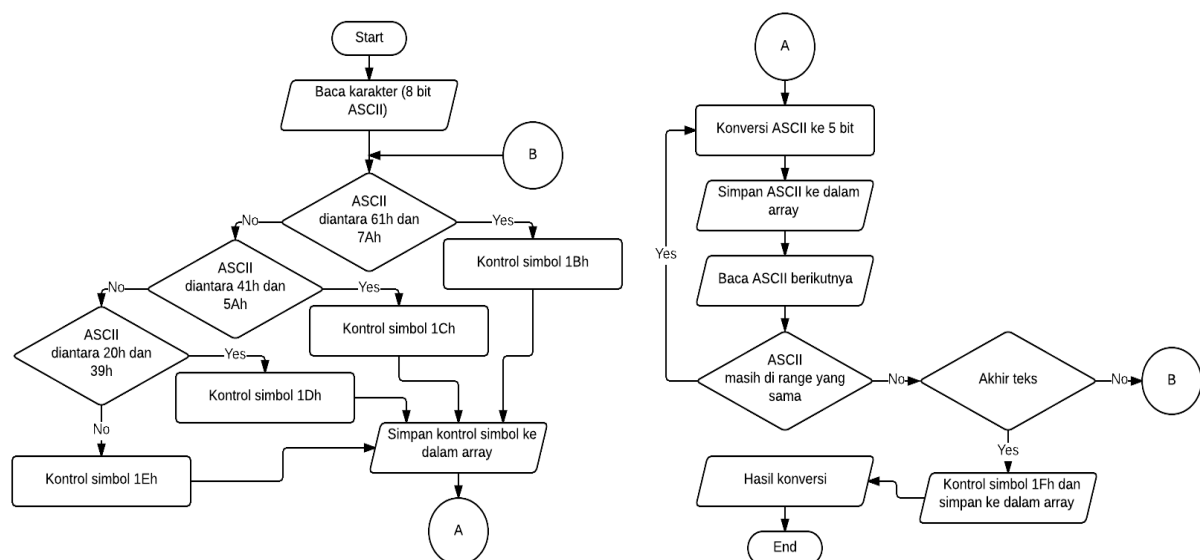 Start
Baca karakter (8 bit
ASCII)
B
ASCII
diantara 61h dan
7Ah
No
Yes
Kontrol simbol 1Bh
ASCII
diantara 41h dan
5Ah
No
Yes
Kontrol simbol 1Ch
ASCII
diantara 20h dan
39h
Yes
Kontrol simbol 1Dh
No
Kontrol simbol 1Eh
Simpan kontrol simbol ke
dalam array
A
A
Konversi ASCII ke 5 bit
Simpan ASCII ke dalam
array
Yes
Baca ASCII berikutnya
ASCII
masih di range yang
sama
No
Akhir teks
No
B
Yes
Kontrol simbol 1Fh dan
simpan ke dalam array
Hasil konversi
End